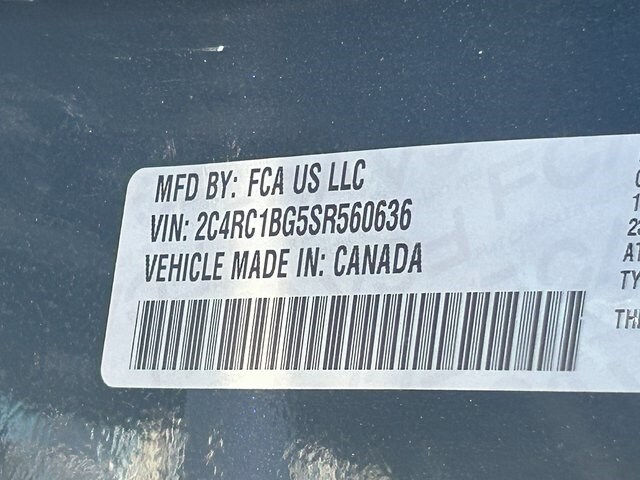 MFD BY: FCA US LLC
VIN: 2C4RC1BG5SR560636
VEHICLE MADE IN: CANADA